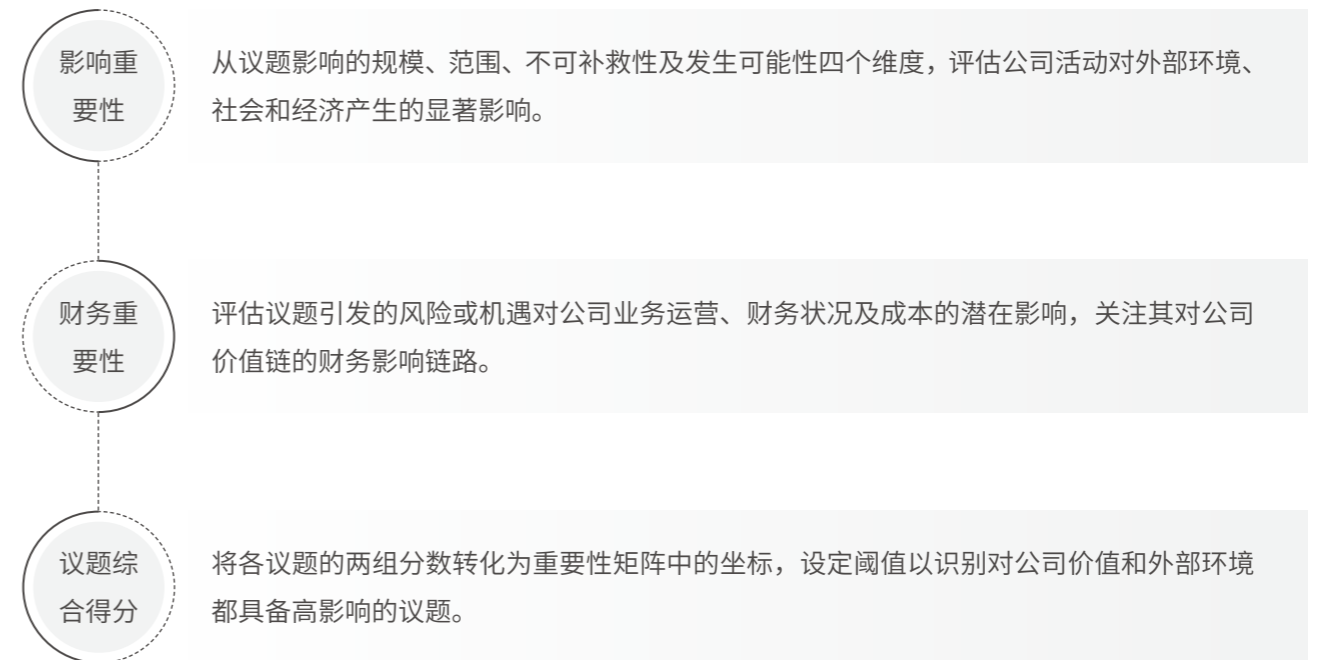 影响重
要性
从议题影响的规模、范围、不可补救性及发生可能性四个维度，评估公司活动对外部环境、
社会和经济产生的显著影响。
财务重
要性
评估议题引发的风险或机遇对公司业务运营、财务状况及成本的潜在影响，关注其对公司
价值链的财务影响链路。
议题综
合得分
将各议题的两组分数转化为重要性矩阵中的坐标，设定阈值以识别对公司价值和外部环境
都具备高影响的议题。